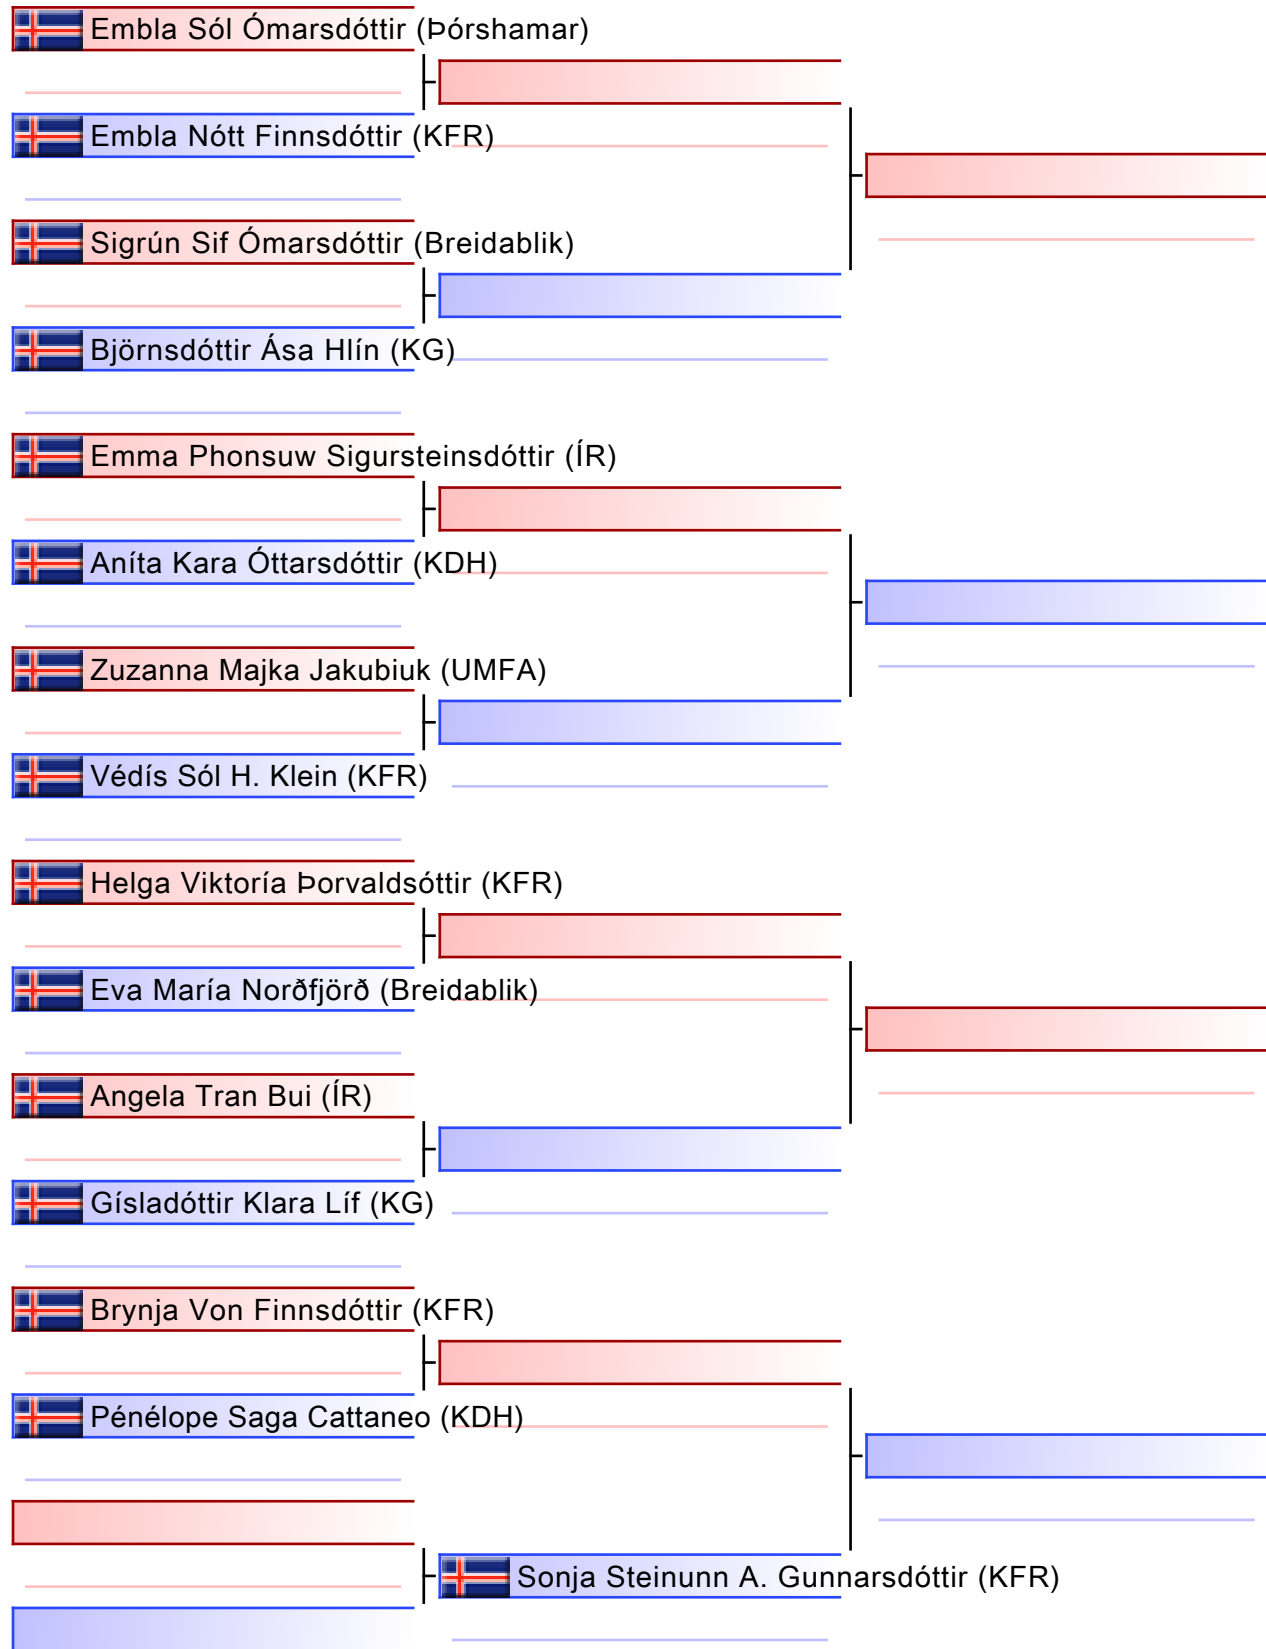 Embla Sól Ómarsdóttir (Þórshamar)
Embla Nótt Finnsdóttir (KFR)
Sigrún Sif Ómarsdóttir (Breidablik)
Björnsdóttir Ása Hlín (KG)
Emma Phonsuw Sigursteinsdóttir (ÍR)
Aníta Kara Óttarsdóttir (KDH)
Zuzanna Majka Jakubiuk (UMFA)
Védís Sól H. Klein (KFR)
Helga Viktoría Þorvaldsóttir (KFR)
Eva María Norðfjörð (Breidablik)
Angela Tran Bui (ÍR)
Gísladóttir Klara Líf (KG)
Brynja Von Finnsdóttir (KFR)
Pénélope Saga Cattaneo (KDH)
Sonja Steinunn A. Gunnarsdóttir (KFR)